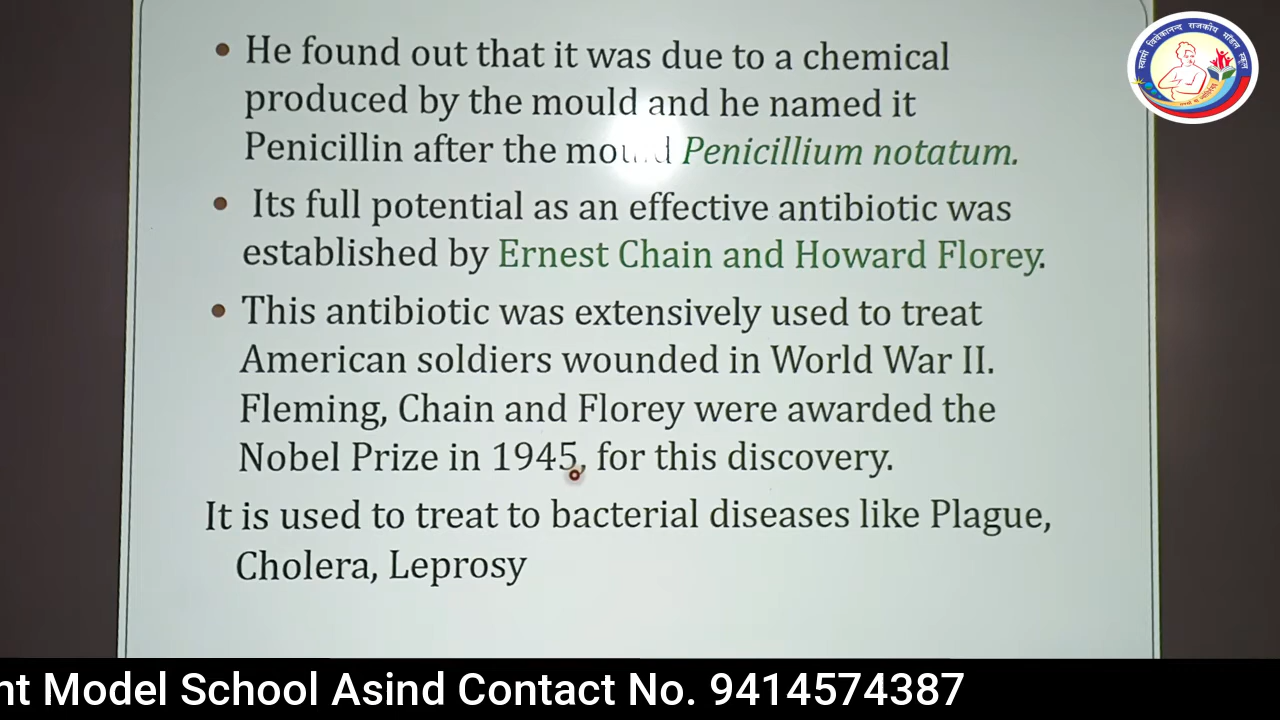 He found out that it was due to a chemical
produced by the mould and he named it
Penicillin after the mould Penicillium notatum.
Its full potential as an effective antibiotic was
established by Ernest Chain and Howard Florey.
This antibiotic was extensively used to treat
American soldiers wounded in World War II.
Fleming, Chain and Florey were awarded the
Nobel Prize in 1945, for this discovery.
It is used to treat to bacterial diseases like Plague,
Cholera, Leprosy
स्वामी विवेकानन्द राजकीय मॉडल स्कूल
nt Model School Asind Contact No. 9414574387